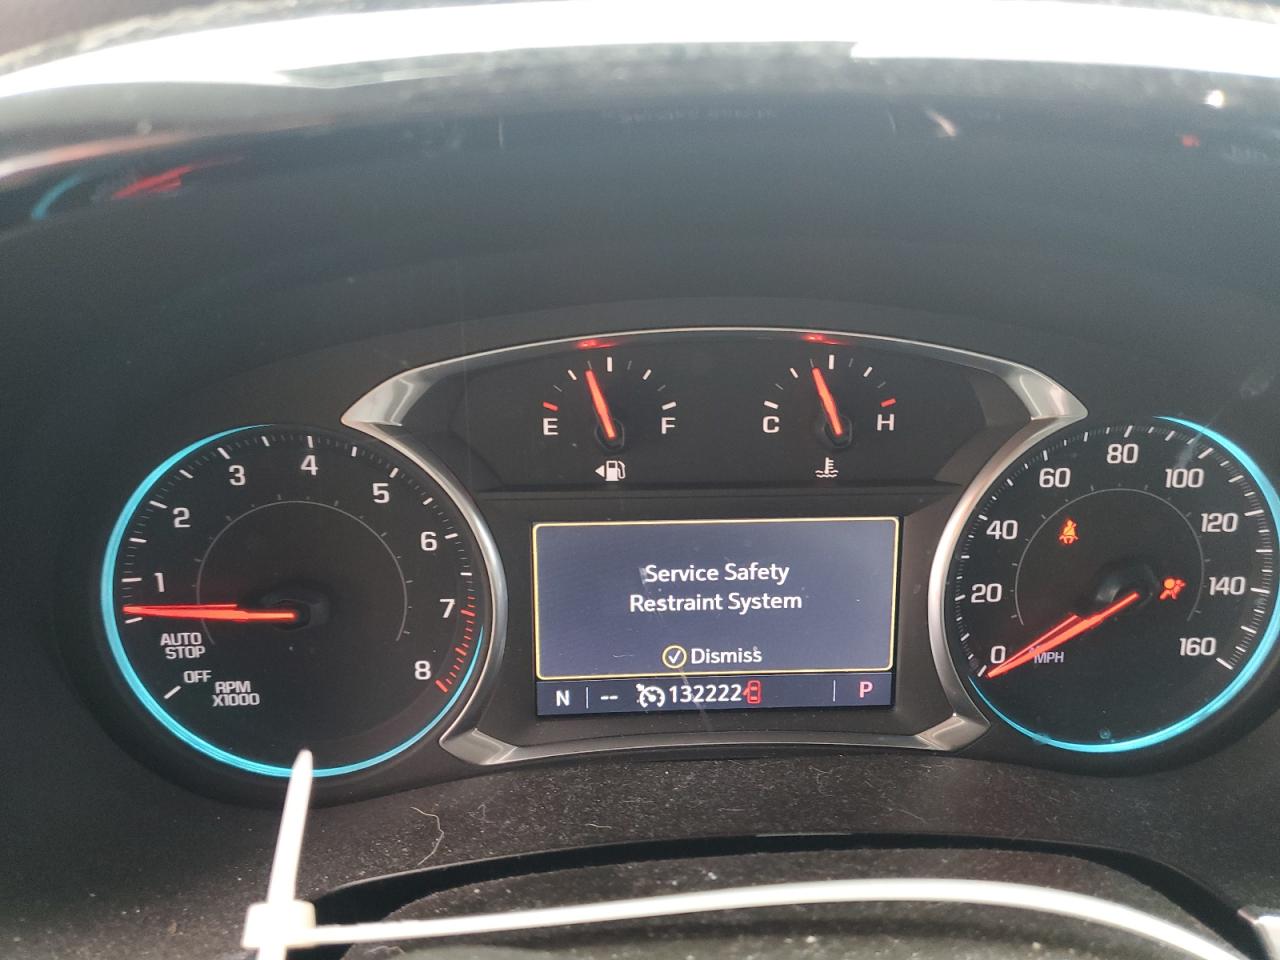 E F
C H
1 2 3 4 5 6 7 8
AUTO
STOP
OFF
RPM
X1000
Service Safety
Restraint System
Dismiss
N -- 132222 P
0 20 40 60 80 100 120 140 160
MPH